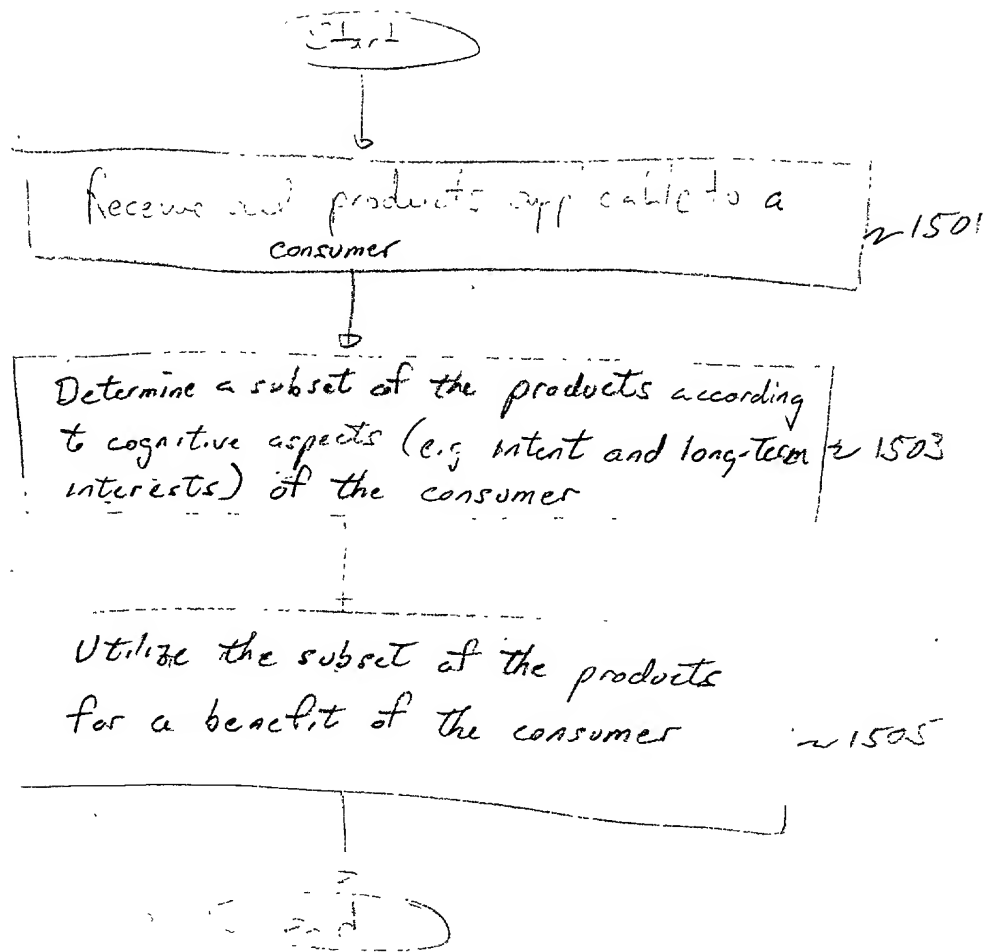 Start
Receive products applicable to a
consumer
~ 1501
Determine a subset of the products according
to cognitive aspects (e.g intent and long-term
interests) of the consumer
~ 1503
Utilize the subset of the products
for a benefit of the consumer
~ 1505
End